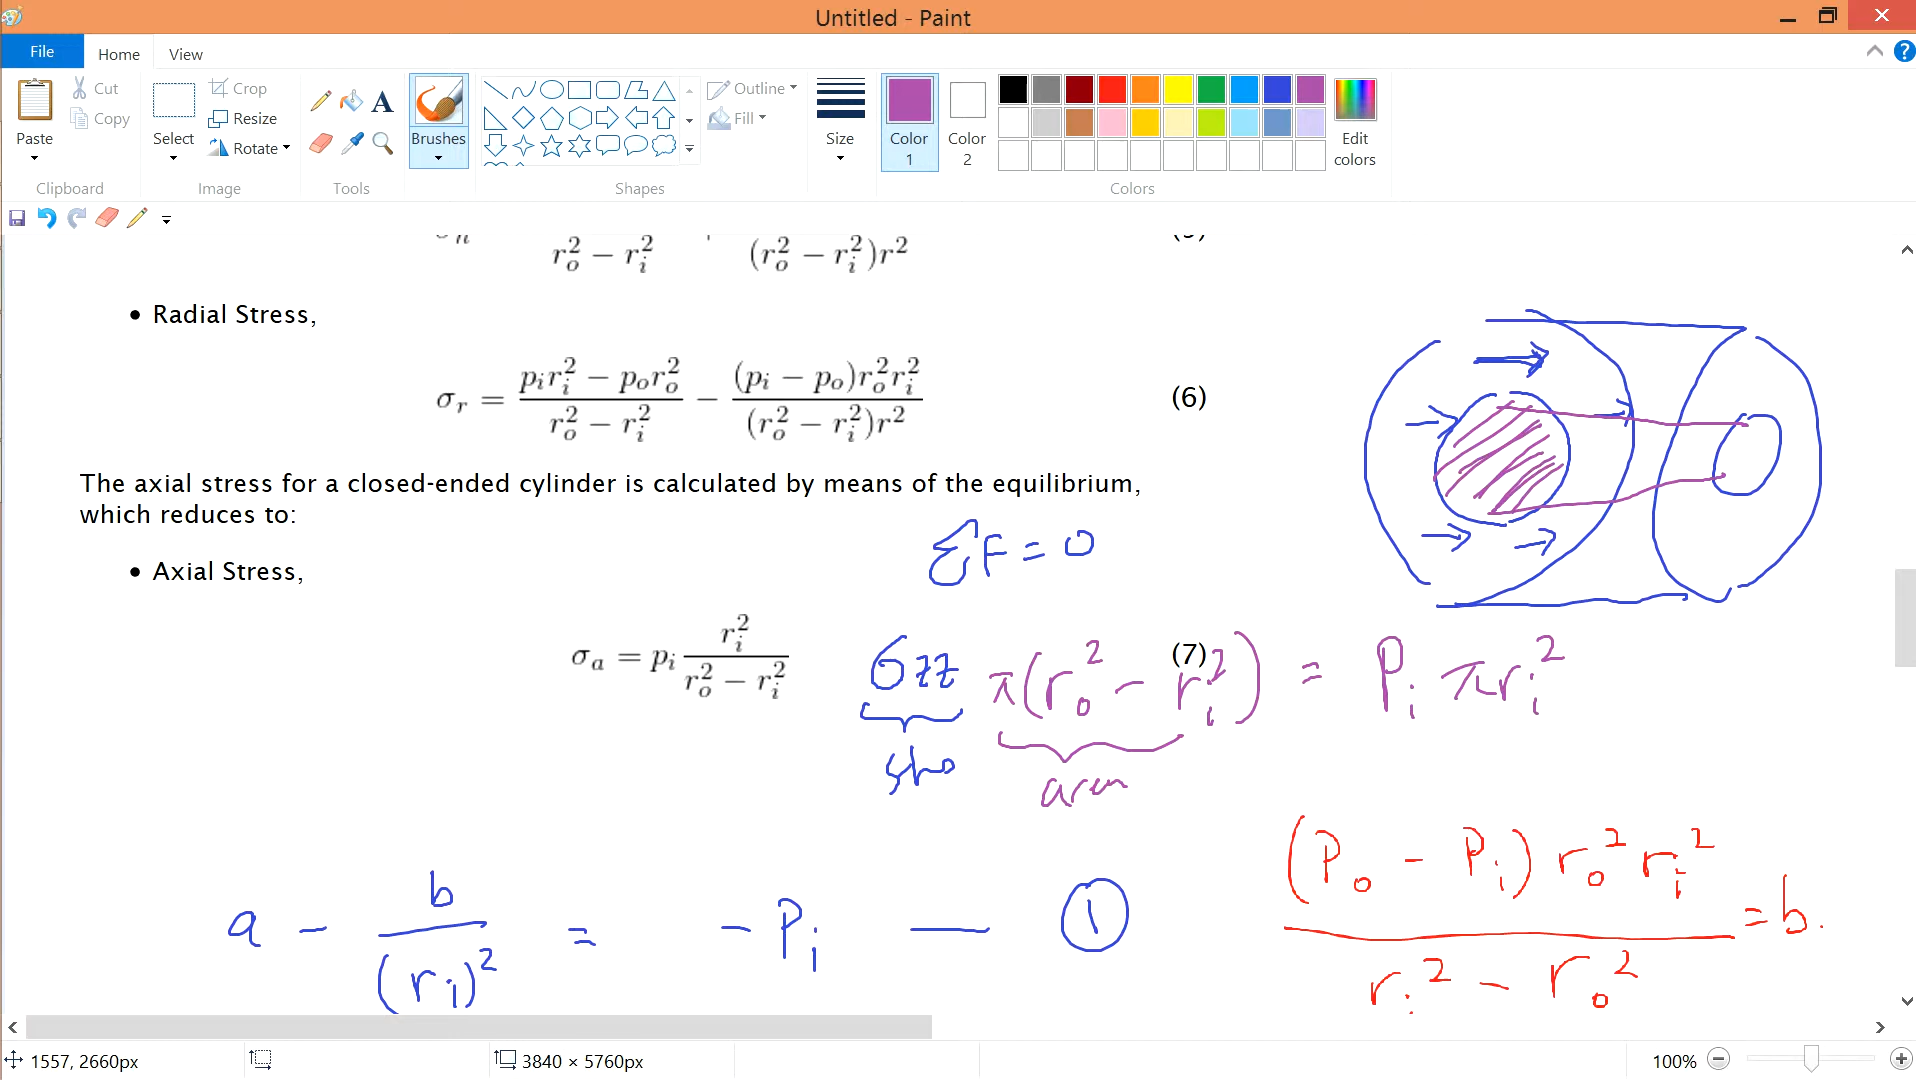 Untitled - Paint
File Home View
Paste
Cut
Copy
Clipboard
Select
Crop
Resize
Rotate
Image
Tools
Brushes
Shapes
Outline
Fill
Size
Color 1
Color 2
Edit colors
Colors
r_o^2 − r_i^2 (r_o^2 − r_i^2)r^2
• Radial Stress,
σ_r = (p_i r_i^2 − p_o r_o^2)/(r_o^2 − r_i^2) − ((p_i − p_o)r_o^2 r_i^2)/((r_o^2 − r_i^2)r^2) (6)
The axial stress for a closed-ended cylinder is calculated by means of the equilibrium,
which reduces to:
ΣF = 0
• Axial Stress,
σ_a = p_i r_i^2/(r_o^2 − r_i^2) (7)
σzz π(r_o^2 − r_i^2) = P_i πr_i^2
area
a − b/(r_i)^2 = −P_i — ①
((P_o − P_i) r_o^2 r_i^2)/(r_i^2 − r_o^2) = b.
1557, 2660px
3840 × 5760px
100%